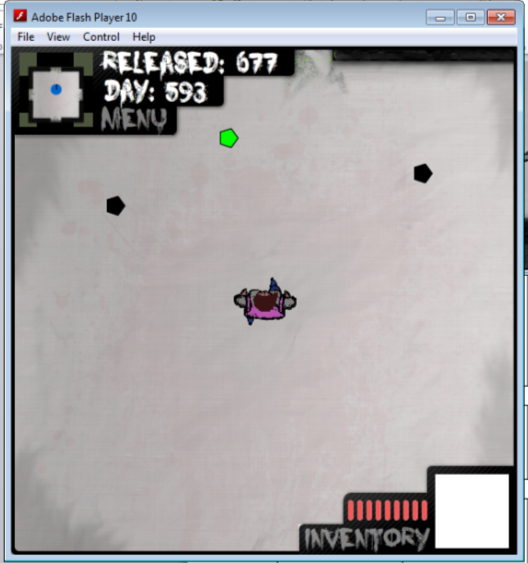 Adobe Flash Player 10
File View Control Help
RELEASED: 677
DAY: 593
MENU
INVENTORY